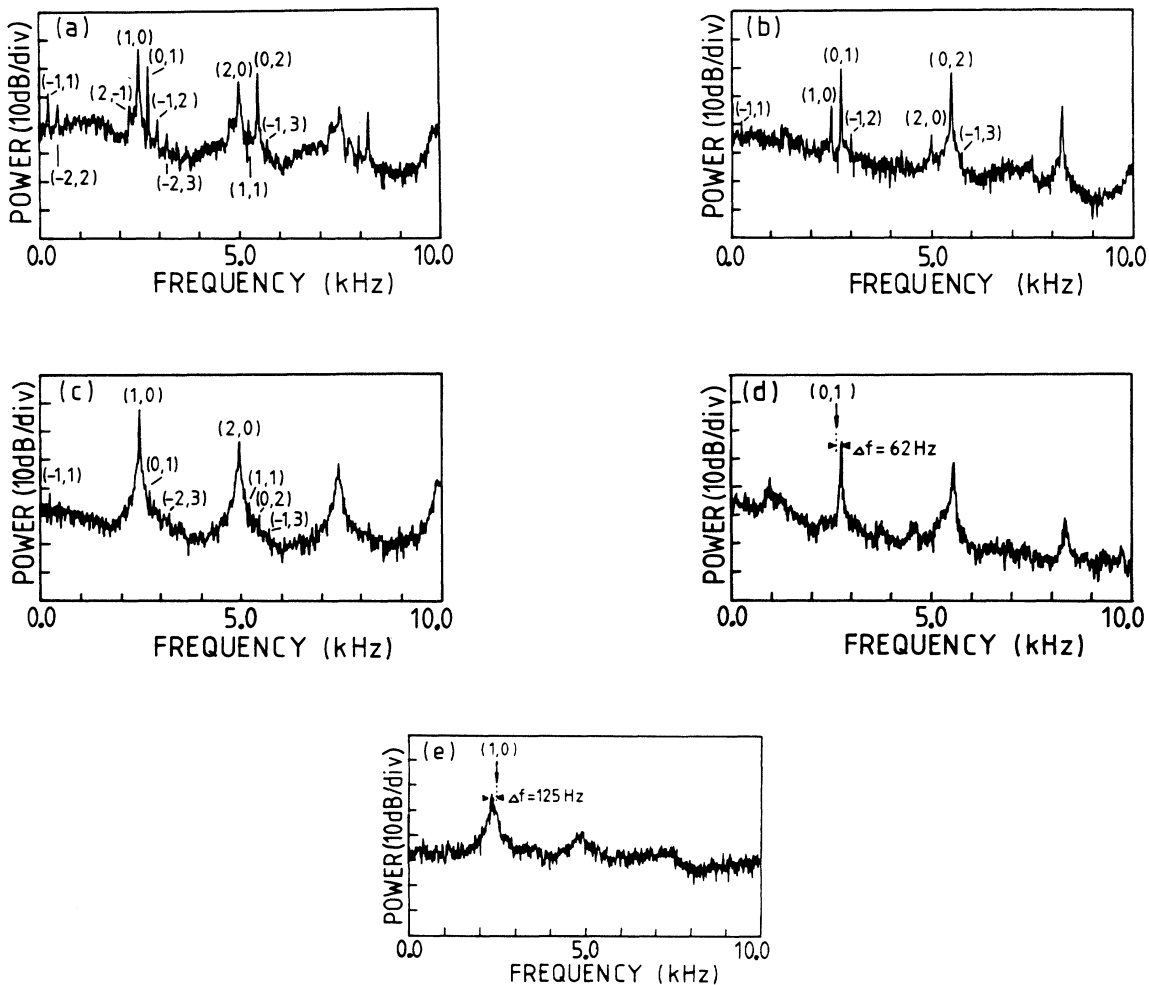 (a)
(1,0)
(0,1)
(2,0)
(0,2)
(-1,1)
(2,-1)
(-1,2)
(-1,3)
(-2,2)
(-2,3)
(1,1)
POWER (10dB/div)
0.0 5.0 10.0
FREQUENCY (kHz)
(b)
(0,1)
(0,2)
(-1,1)
(1,0)
(-1,2)
(2,0)
(-1,3)
POWER (10dB/div)
0.0 5.0 10.0
FREQUENCY (kHz)
(c)
(1,0)
(2,0)
(-1,1)
(0,1)
(-2,3)
(1,1)
(0,2)
(-1,3)
POWER (10dB/div)
0.0 5.0 10.0
FREQUENCY (kHz)
(d)
(0,1)
Δf = 62 Hz
POWER (10dB/div)
0.0 5.0 10.0
FREQUENCY (kHz)
(e)
(1,0)
Δf = 125 Hz
POWER (10dB/div)
0.0 5.0 10.0
FREQUENCY (kHz)